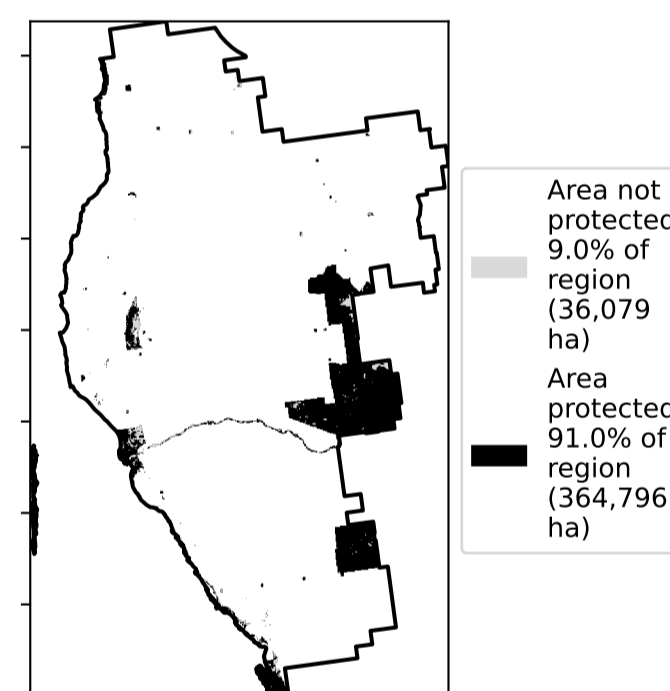 Area not
protected
9.0% of
region
(36,079
ha)
Area
protected
91.0% of
region
(364,796
ha)